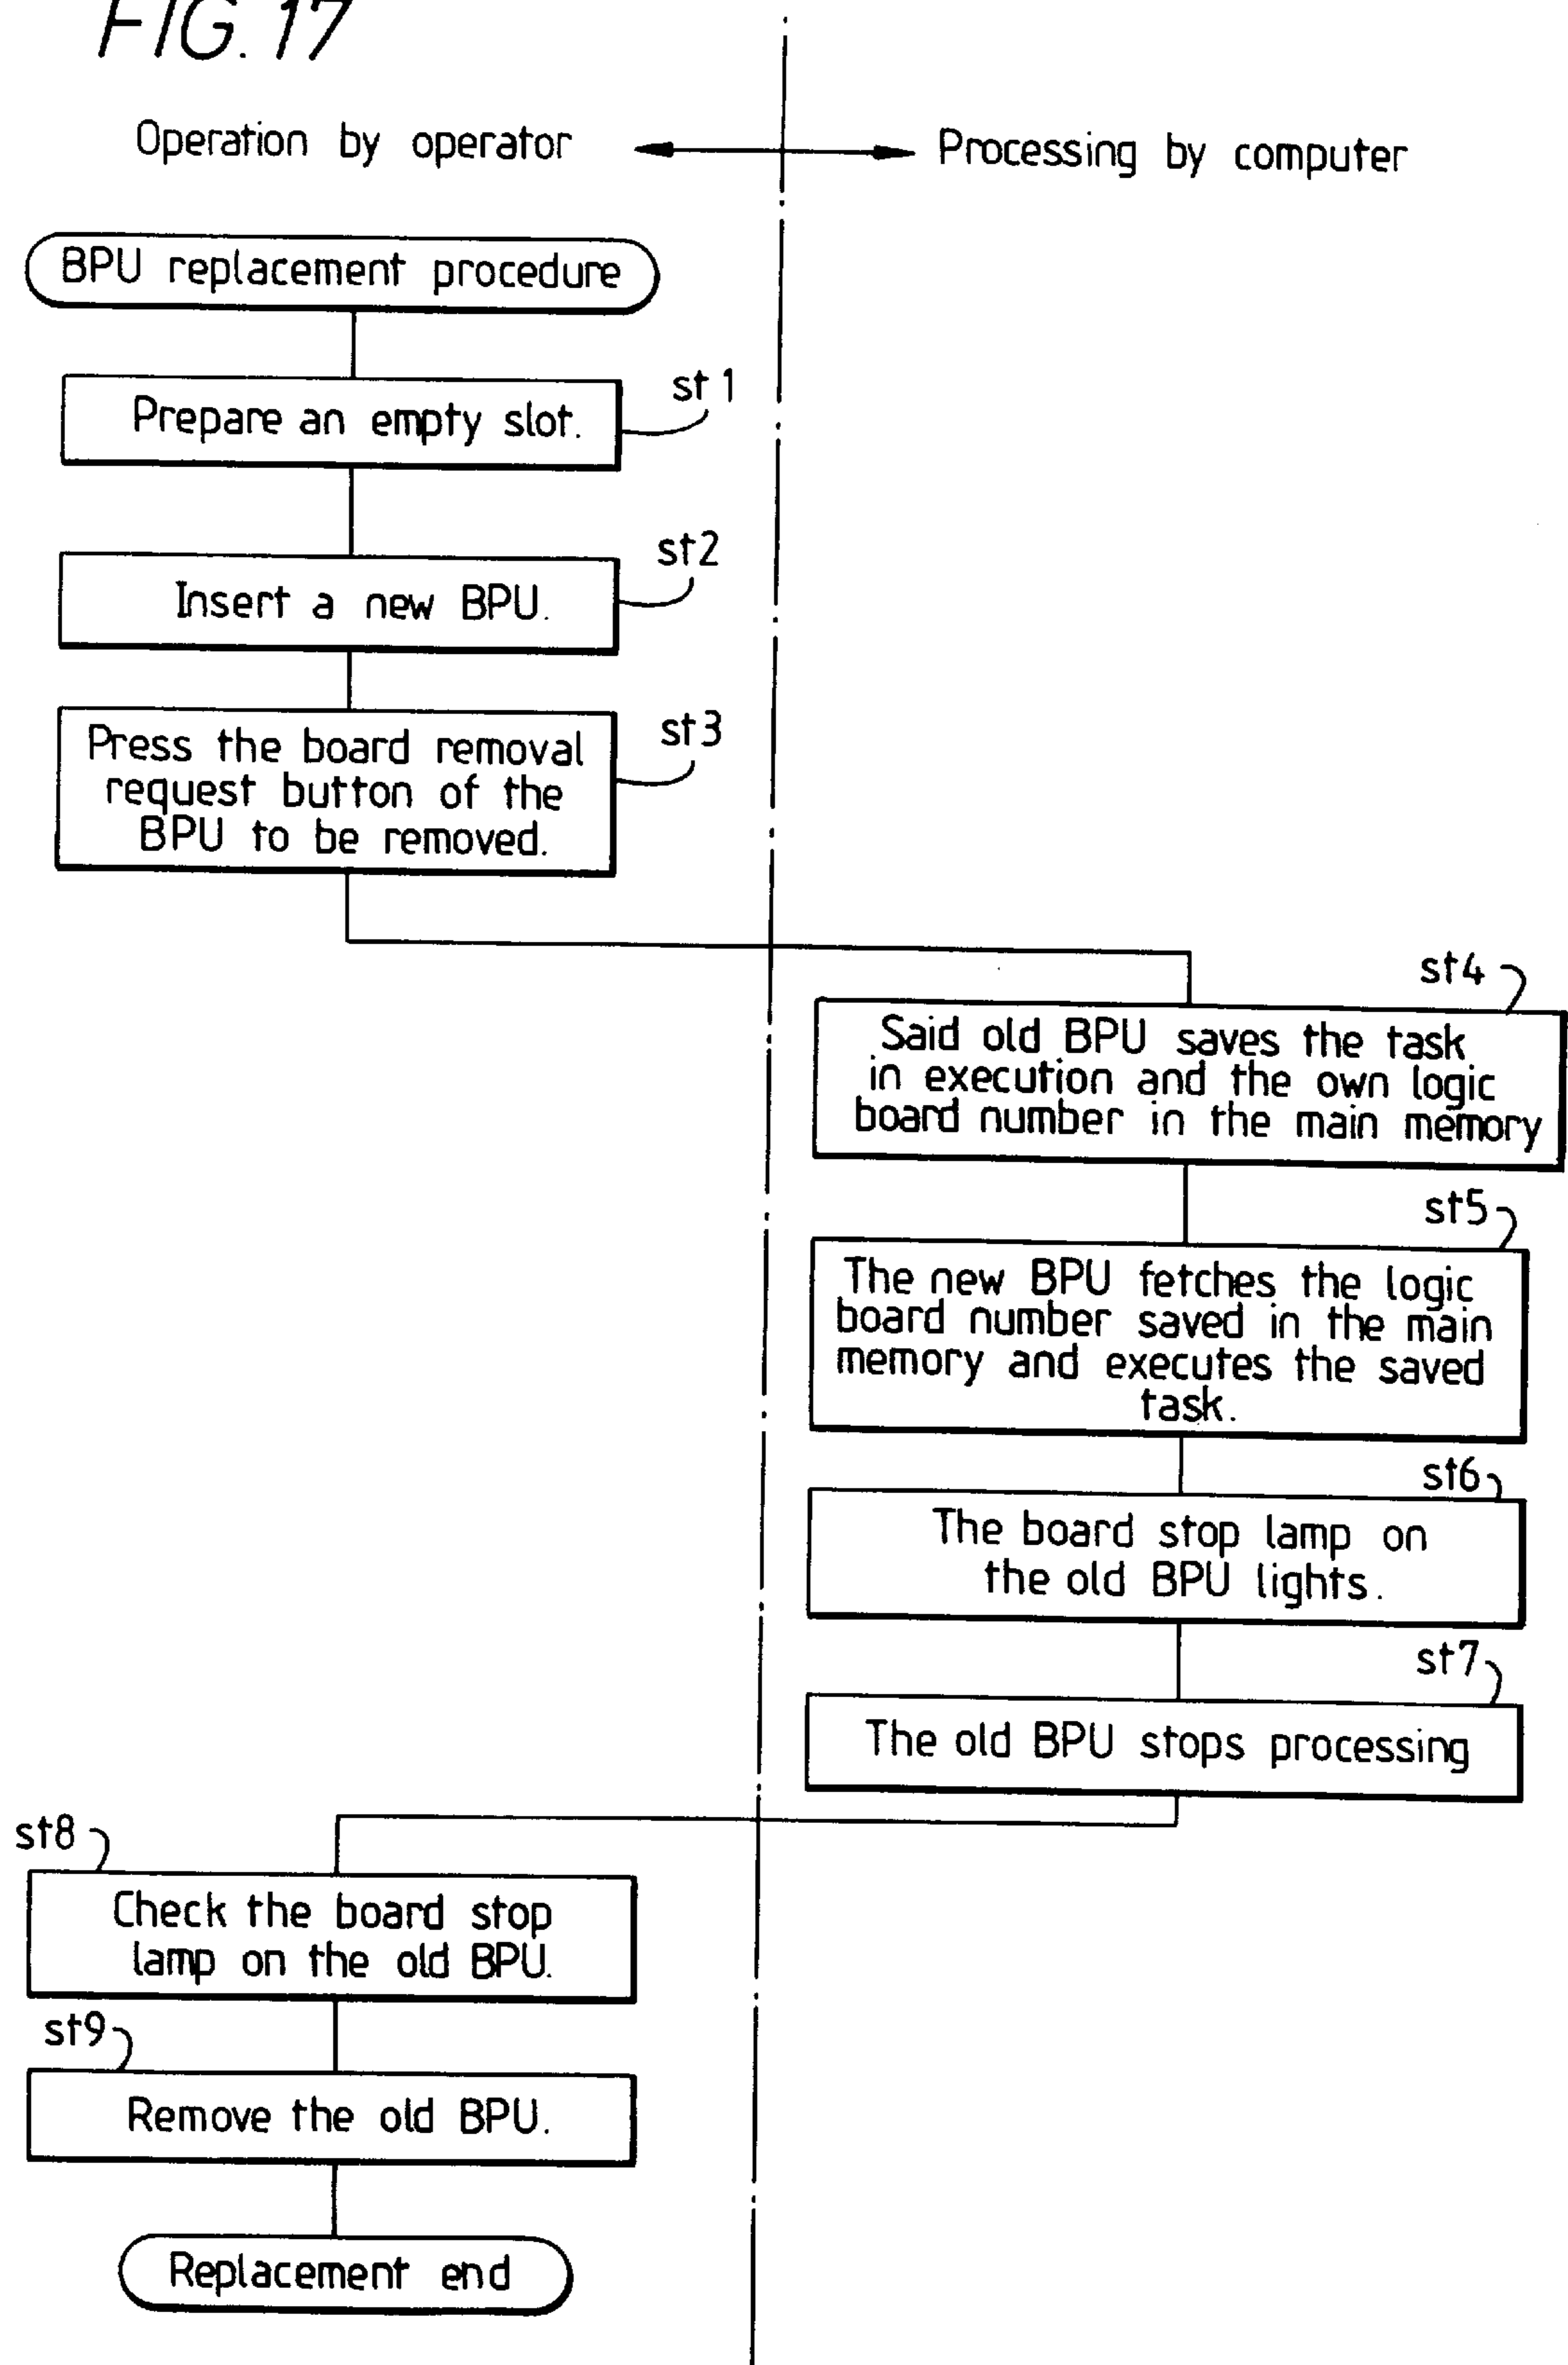 FIG. 17
Operation by operator
Processing by computer
BPU replacement procedure
st1
Prepare an empty slot.
st2
Insert a new BPU.
st3
Press the board removal
request button of the
BPU to be removed.
st4
Said old BPU saves the task
in execution and the own logic
board number in the main memory
st5
The new BPU fetches the logic
board number saved in the main
memory and executes the saved
task.
st6
The board stop lamp on
the old BPU lights.
st7
The old BPU stops processing
st8
Check the board stop
lamp on the old BPU.
st9
Remove the old BPU.
Replacement end